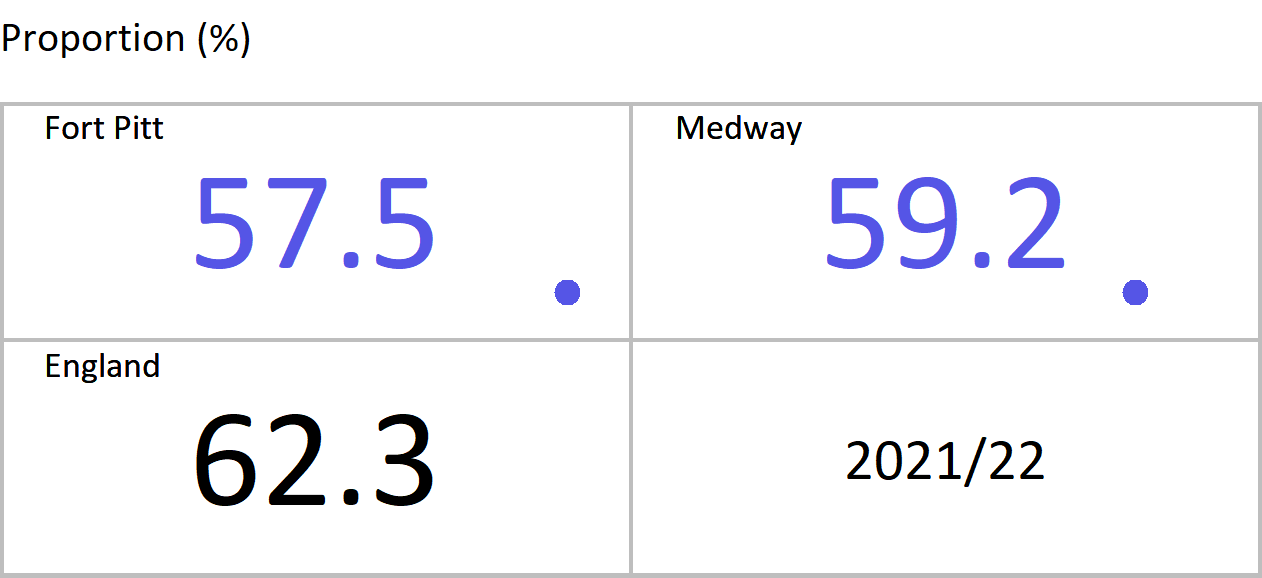 Proportion (%)
Fort Pitt
57.5
Medway
59.2
England
62.3
2021/22